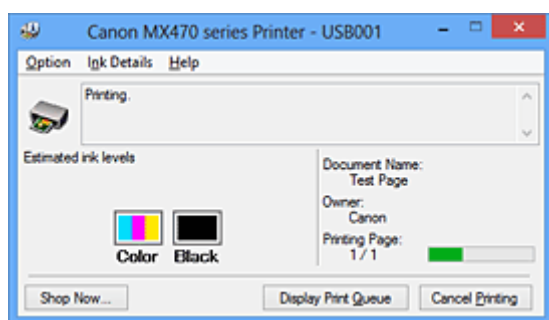 Canon MX470 series Printer - USB001
Option Ink Details Help
Printing.
Estimated ink levels
Document Name:
Test Page
Owner:
Canon
Printing Page:
1 / 1
Color Black
Shop Now... Display Print Queue Cancel Printing